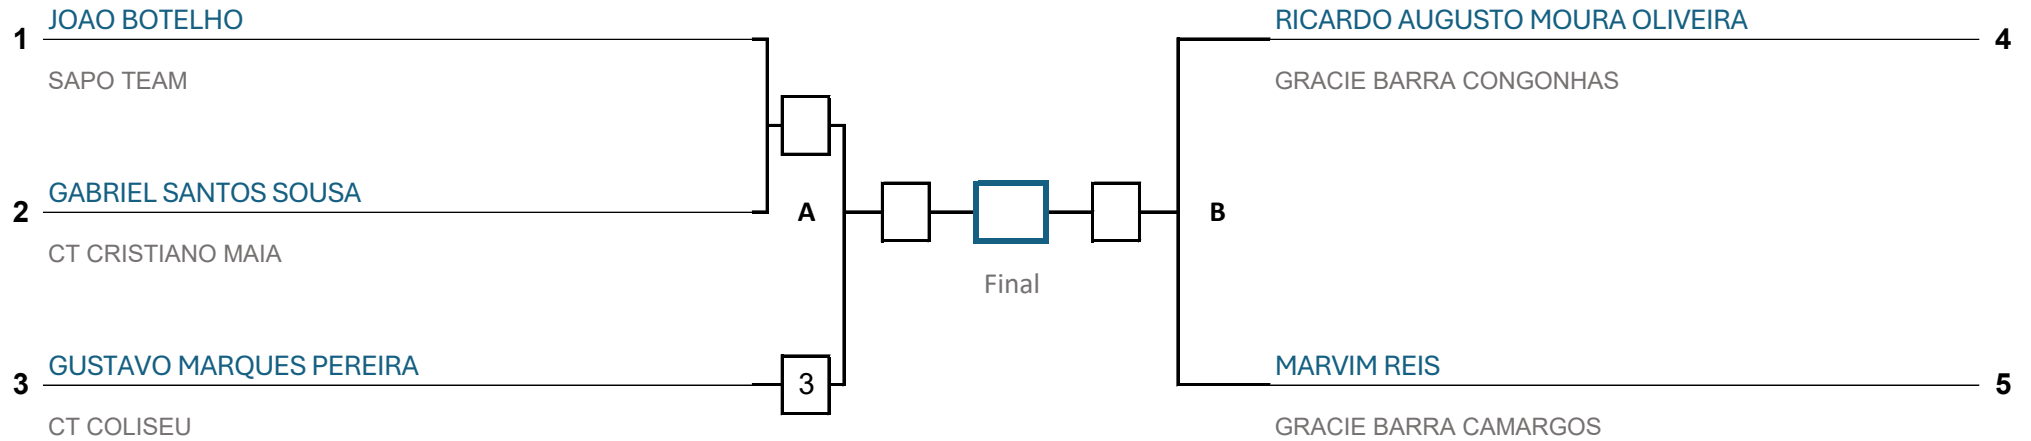 JOAO BOTELHO
1
SAPO TEAM
GABRIEL SANTOS SOUSA
2
CT CRISTIANO MAIA
GUSTAVO MARQUES PEREIRA
3
3
CT COLISEU
A
Final
B
RICARDO AUGUSTO MOURA OLIVEIRA
4
GRACIE BARRA CONGONHAS
MARVIM REIS
5
GRACIE BARRA CAMARGOS